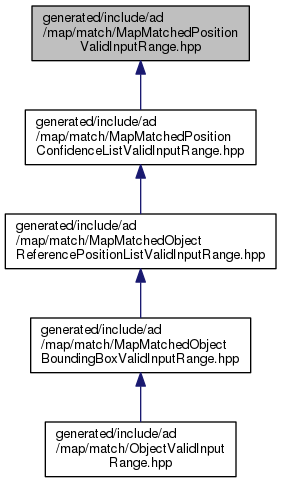 generated/include/ad
/map/match/MapMatchedPosition
ValidInputRange.hpp
generated/include/ad
/map/match/MapMatchedPosition
ConfidenceListValidInputRange.hpp
generated/include/ad
/map/match/MapMatchedObject
ReferencePositionListValidInputRange.hpp
generated/include/ad
/map/match/MapMatchedObject
BoundingBoxValidInputRange.hpp
generated/include/ad
/map/match/ObjectValidInput
Range.hpp